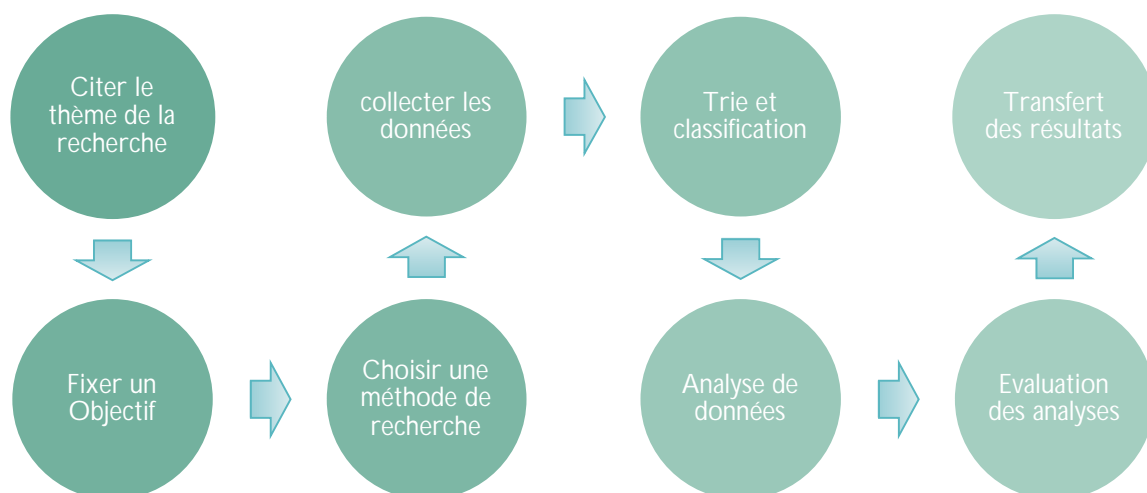 Citer le
thème de la
recherche
Fixer un
Objectif
Choisir une
méthode de
recherche
collecter les
données
Trie et
classification
Analyse de
données
Evaluation
des analyses
Transfert
des résultats